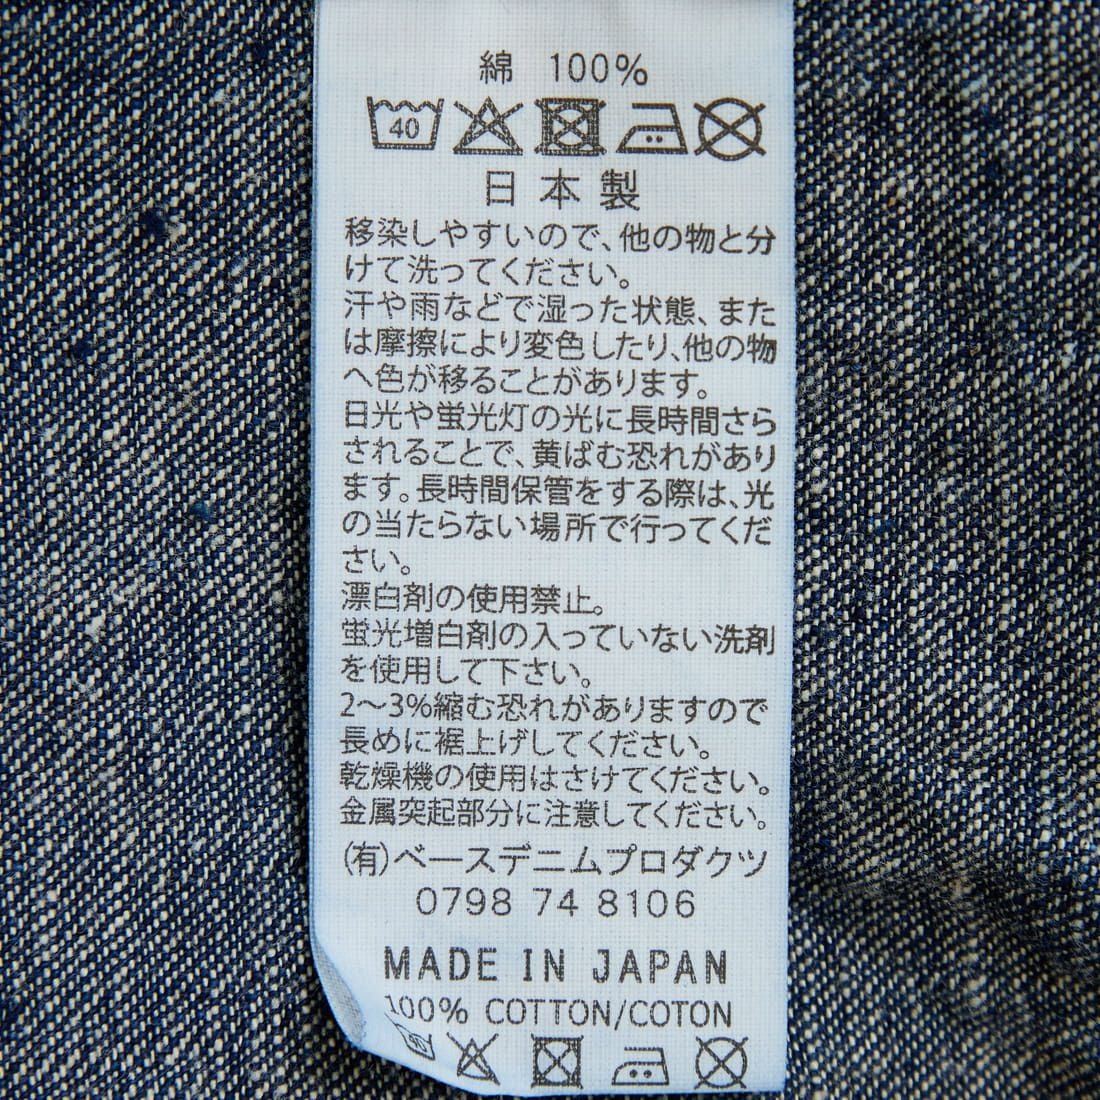 綿 100%
40
日本製
移染しやすいので、他の物と分
けて洗ってください。
汗や雨などで湿った状態、また
は摩擦により変色したり、他の物
へ色が移ることがあります。
日光や蛍光灯の光に長時間さら
されることで、黄ばむ恐れがあり
ます。長時間保管をする際は、光
の当たらない場所で行ってくだ
さい。
漂白剤の使用禁止。
蛍光増白剤の入っていない洗剤
を使用して下さい。
2〜3%縮む恐れがありますので
長めに裾上げしてください。
乾燥機の使用はさけてください。
金属突起部分に注意してください。
(有)ベースデニムプロダクツ
0798 74 8106
MADE IN JAPAN
100% COTTON/COTON